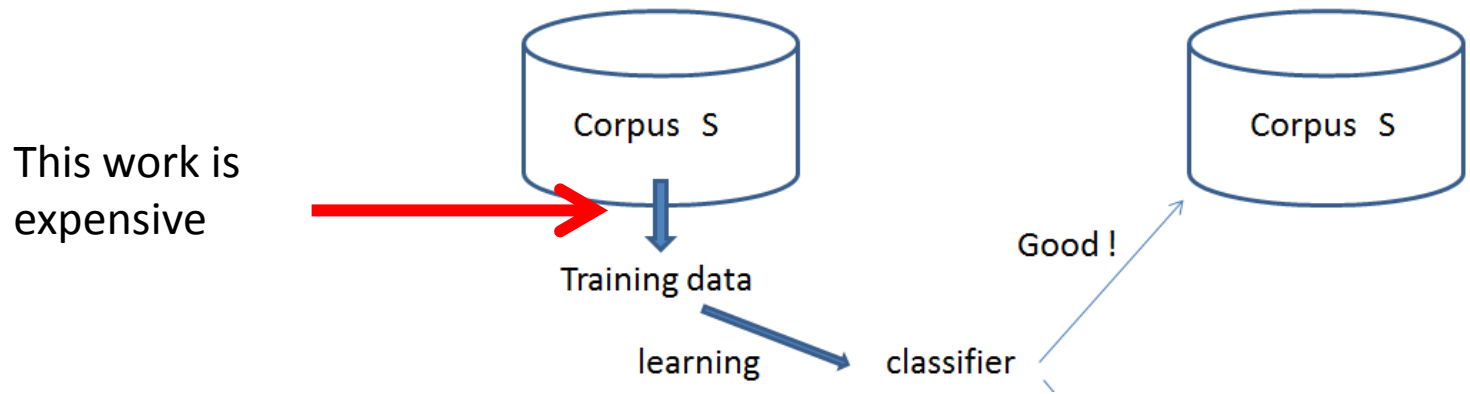 Corpus S
Corpus S
This work is
expensive
Good !
Training data
learning
classifier